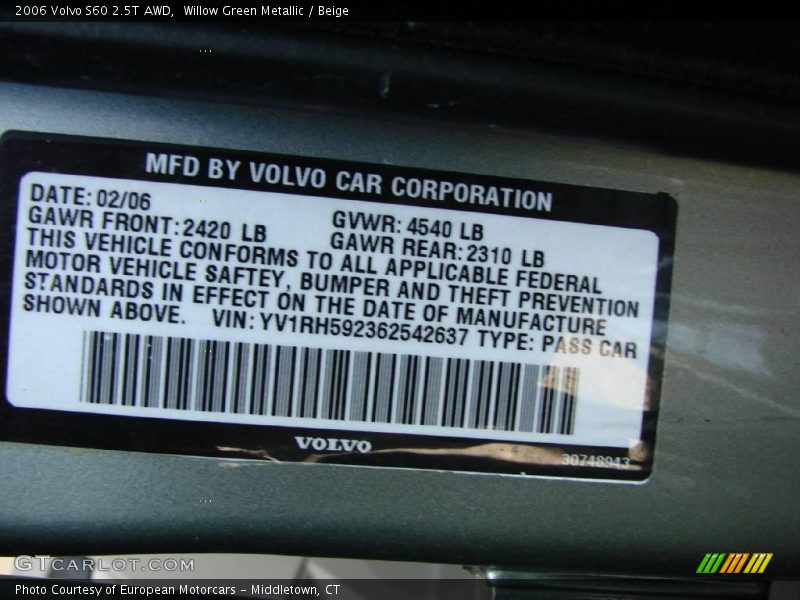 2006 Volvo S60 2.5T AWD,  Willow Green Metallic / Beige
MFD BY VOLVO CAR CORPORATION
DATE: 02/06 GVWR: 4540 LB
GAWR FRONT: 2420 LB GAWR REAR: 2310 LB
THIS VEHICLE CONFORMS TO ALL APPLICABLE FEDERAL
MOTOR VEHICLE SAFTEY, BUMPER AND THEFT PREVENTION
STANDARDS IN EFFECT ON THE DATE OF MANUFACTURE
SHOWN ABOVE. VIN: YV1RH592362542637 TYPE: PASS CAR
VOLVO
30748943
GTCARLOT.COM
Photo Courtesy of European Motorcars - Middletown, CT